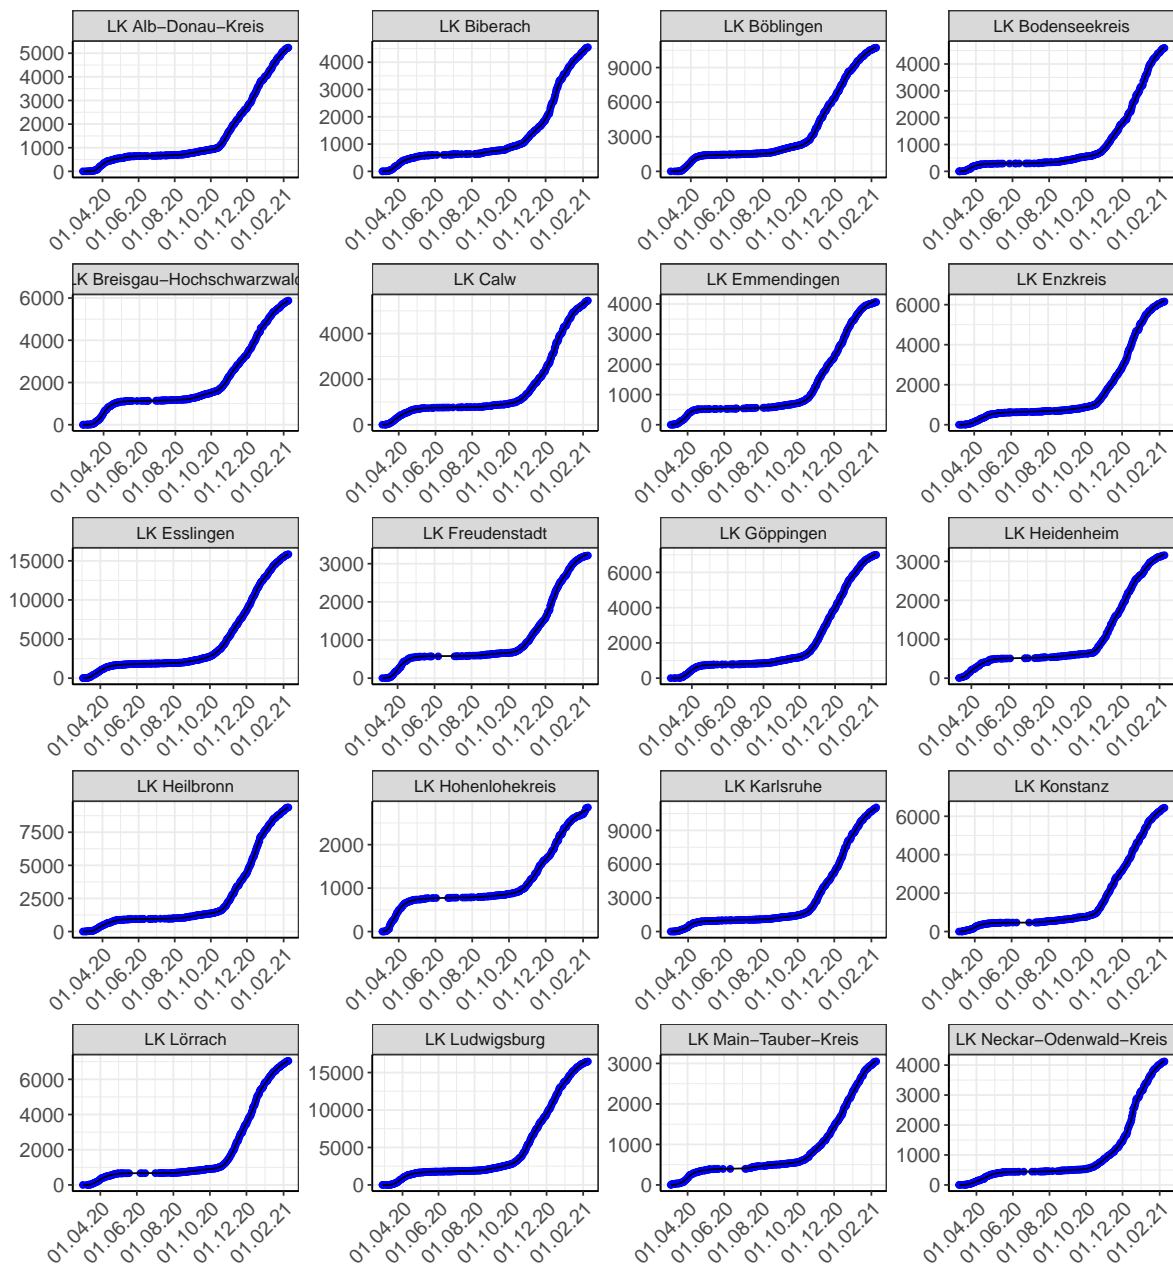 LK Alb−Donau−Kreis
LK Biberach
LK Böblingen
LK Bodenseekreis
5000
4000
3000
2000
1000
0
4000
3000
2000
1000
0
9000
6000
3000
0
4000
3000
2000
1000
0
01.04.20 01.06.20 01.08.20 01.10.20 01.12.20 01.02.21
01.04.20 01.06.20 01.08.20 01.10.20 01.12.20 01.02.21
01.04.20 01.06.20 01.08.20 01.10.20 01.12.20 01.02.21
01.04.20 01.06.20 01.08.20 01.10.20 01.12.20 01.02.21
LK Breisgau−Hochschwarzwald
LK Calw
LK Emmendingen
LK Enzkreis
6000
4000
2000
0
4000
2000
0
4000
3000
2000
1000
0
6000
4000
2000
0
01.04.20 01.06.20 01.08.20 01.10.20 01.12.20 01.02.21
01.04.20 01.06.20 01.08.20 01.10.20 01.12.20 01.02.21
01.04.20 01.06.20 01.08.20 01.10.20 01.12.20 01.02.21
01.04.20 01.06.20 01.08.20 01.10.20 01.12.20 01.02.21
LK Esslingen
LK Freudenstadt
LK Göppingen
LK Heidenheim
15000
10000
5000
0
3000
2000
1000
0
6000
4000
2000
0
3000
2000
1000
0
01.04.20 01.06.20 01.08.20 01.10.20 01.12.20 01.02.21
01.04.20 01.06.20 01.08.20 01.10.20 01.12.20 01.02.21
01.04.20 01.06.20 01.08.20 01.10.20 01.12.20 01.02.21
01.04.20 01.06.20 01.08.20 01.10.20 01.12.20 01.02.21
LK Heilbronn
LK Hohenlohekreis
LK Karlsruhe
LK Konstanz
7500
5000
2500
0
2000
1000
0
9000
6000
3000
0
6000
4000
2000
0
01.04.20 01.06.20 01.08.20 01.10.20 01.12.20 01.02.21
01.04.20 01.06.20 01.08.20 01.10.20 01.12.20 01.02.21
01.04.20 01.06.20 01.08.20 01.10.20 01.12.20 01.02.21
01.04.20 01.06.20 01.08.20 01.10.20 01.12.20 01.02.21
LK Lörrach
LK Ludwigsburg
LK Main−Tauber−Kreis
LK Neckar−Odenwald−Kreis
6000
4000
2000
0
15000
10000
5000
0
3000
2000
1000
0
4000
3000
2000
1000
0
01.04.20 01.06.20 01.08.20 01.10.20 01.12.20 01.02.21
01.04.20 01.06.20 01.08.20 01.10.20 01.12.20 01.02.21
01.04.20 01.06.20 01.08.20 01.10.20 01.12.20 01.02.21
01.04.20 01.06.20 01.08.20 01.10.20 01.12.20 01.02.21